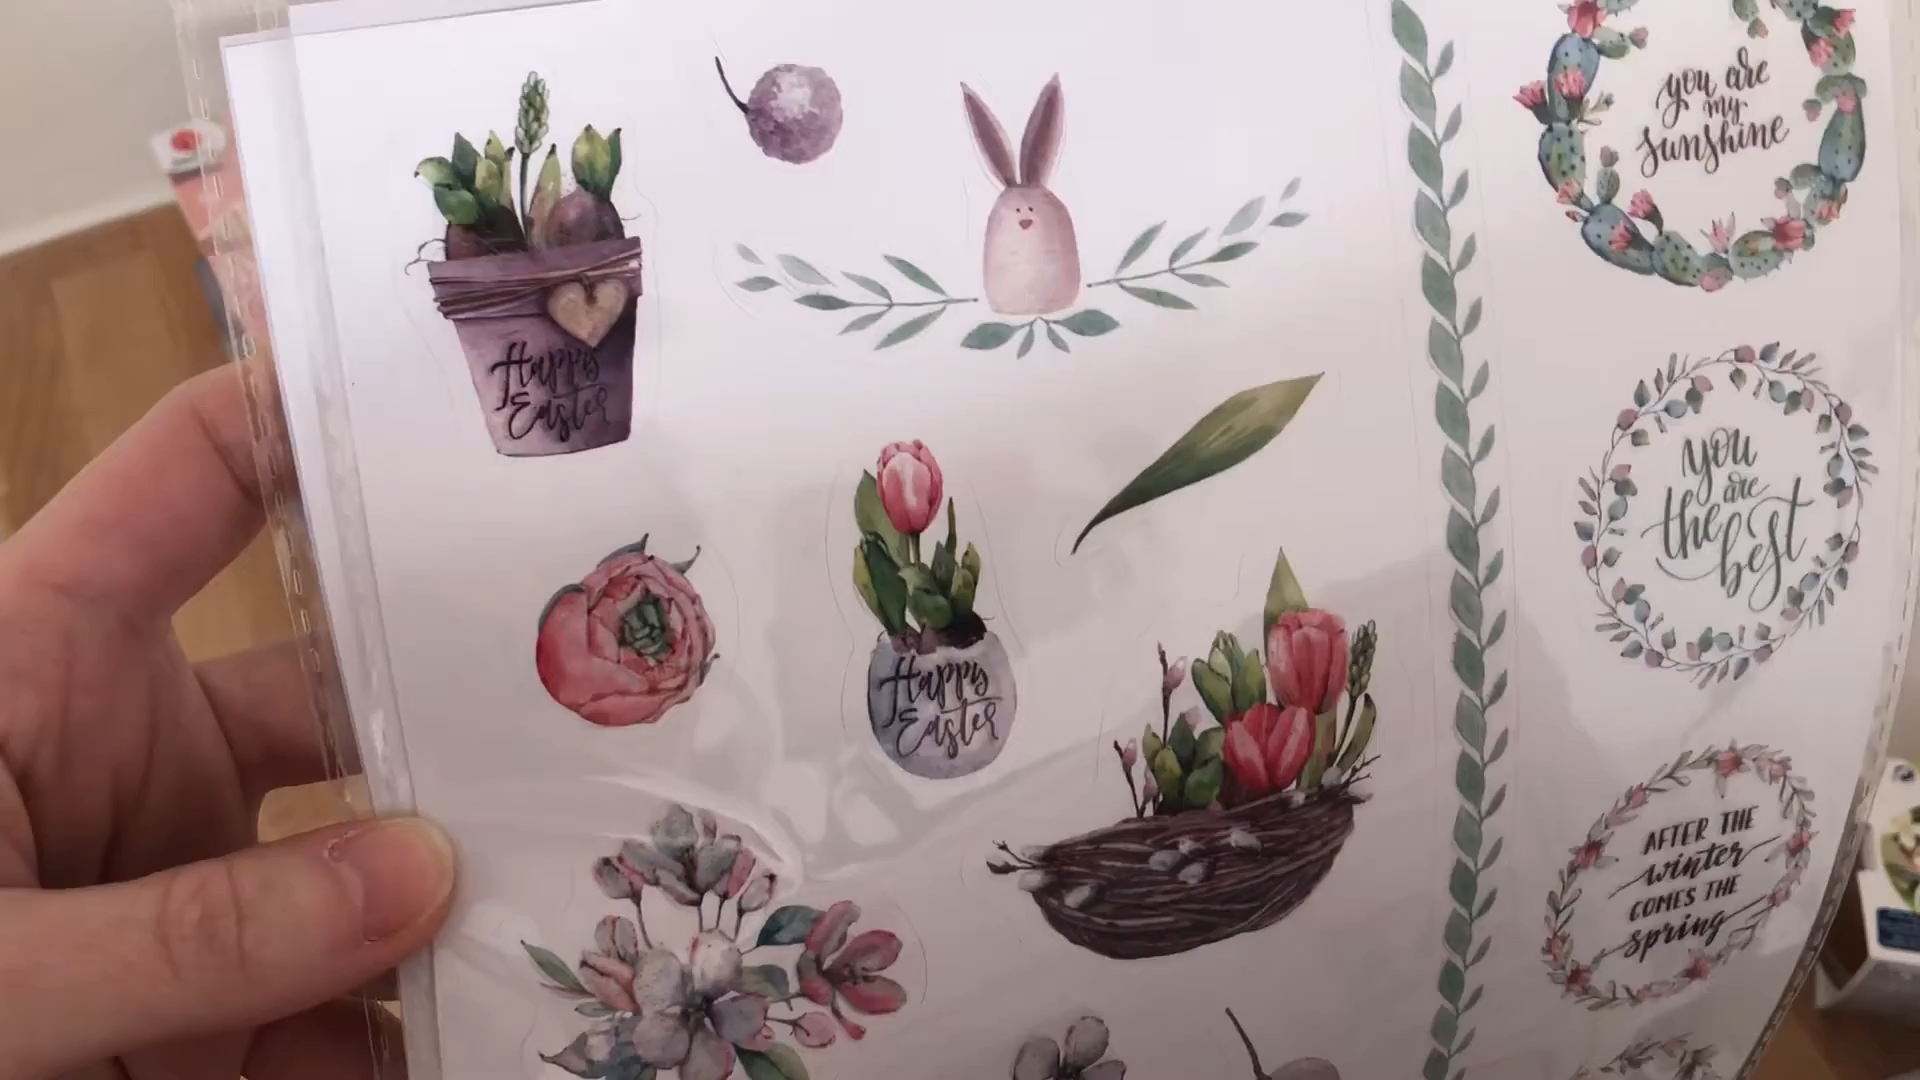 Happy
Easter
Happy
Easter
you are
my
sunshine
you
are
the
best
AFTER THE
winter
COMES THE
spring